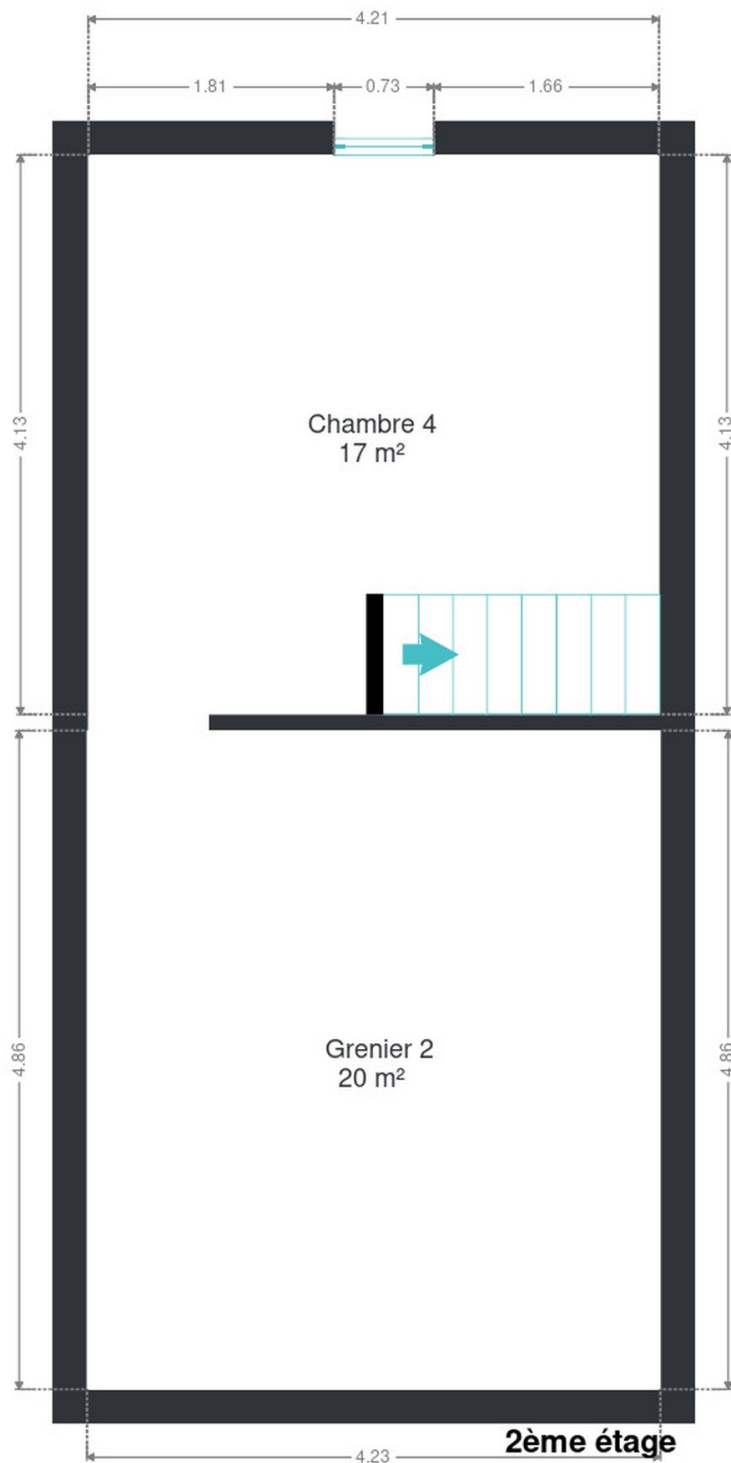 4.21
1.81 0.73 1.66
4.13 4.13
Chambre 4
17 m²
4.86 4.86
Grenier 2
20 m²
2ème étage
4.23